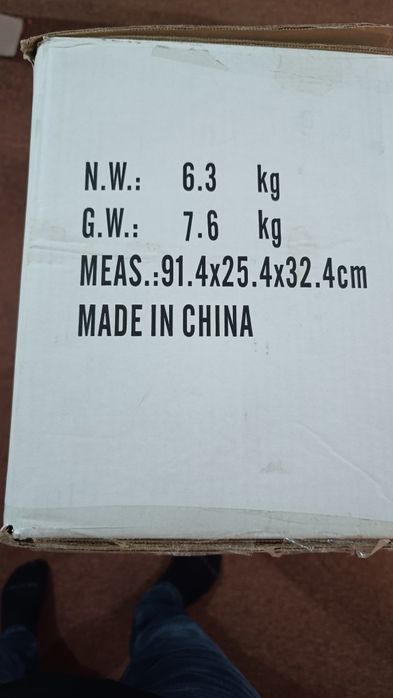 N.W.: 6.3 kg
G.W.: 7.6 kg
MEAS.:91.4x25.4x32.4cm
MADE IN CHINA